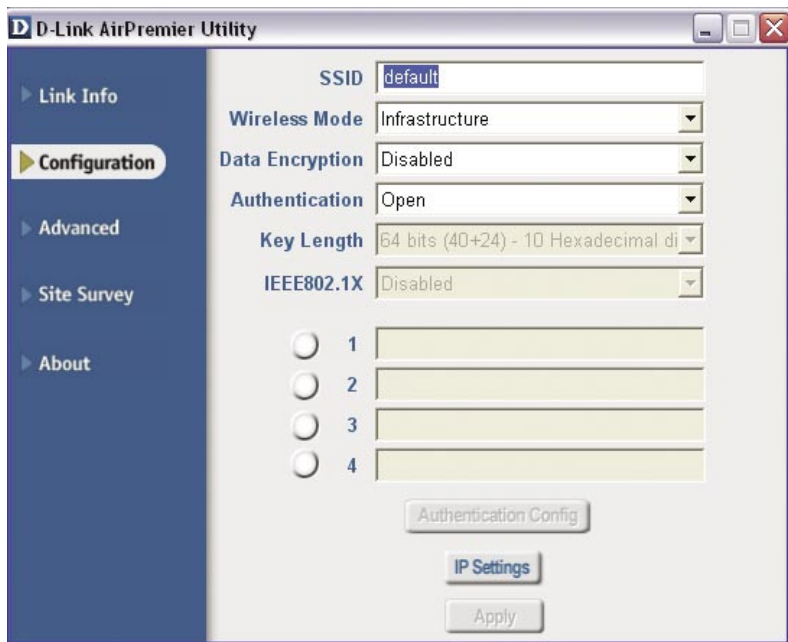 D D-Link AirPremier Utility
Link Info
Configuration
Advanced
Site Survey
About
SSID default
Wireless Mode Infrastructure
Data Encryption Disabled
Authentication Open
Key Length 64 bits (40+24) - 10 Hexadecimal di
IEEE802.1X Disabled
1
2
3
4
Authentication Config
IP Settings
Apply